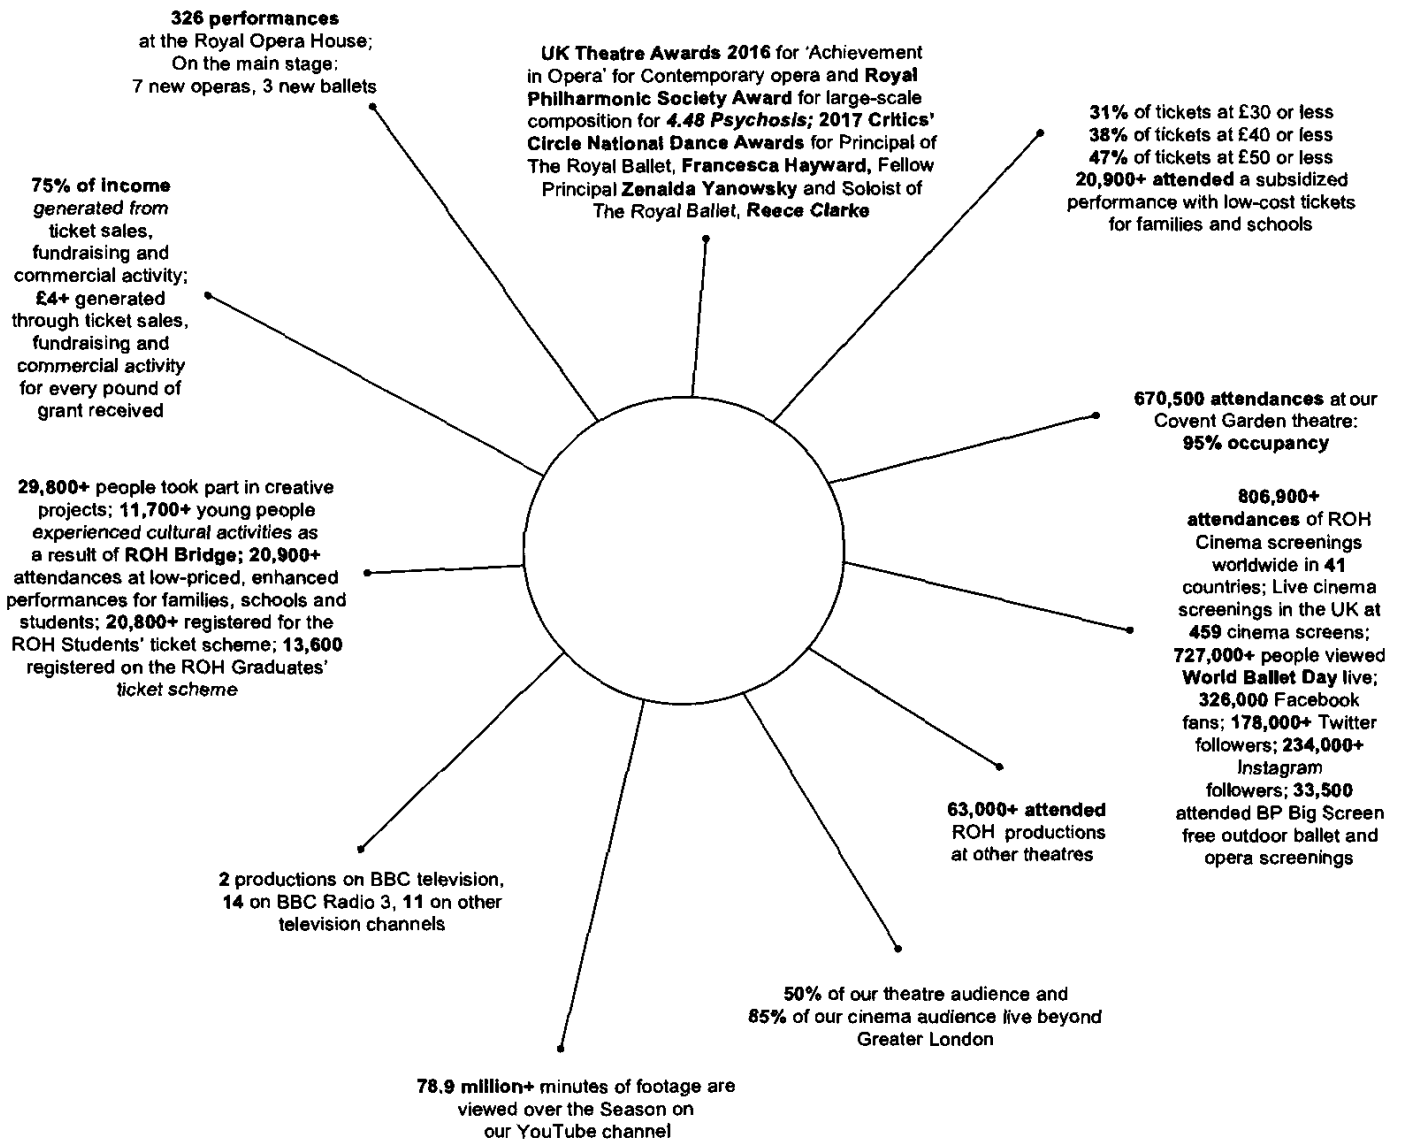 326 performances
at the Royal Opera House;
On the main stage:
7 new operas, 3 new ballets
UK Theatre Awards 2016 for ‘Achievement
in Opera’ for Contemporary opera and Royal
Philharmonic Society Award for large-scale
composition for 4.48 Psychosis; 2017 Critics’
Circle National Dance Awards for Principal of
The Royal Ballet, Francesca Hayward, Fellow
Principal Zenaida Yanowsky and Soloist of
The Royal Ballet, Reece Clarke
31% of tickets at £30 or less
38% of tickets at £40 or less
47% of tickets at £50 or less
20,900+ attended a subsidized
performance with low-cost tickets
for families and schools
75% of income
generated from
ticket sales,
fundraising and
commercial activity;
£4+ generated
through ticket sales,
fundraising and
commercial activity
for every pound of
grant received
670,500 attendances at our
Covent Garden theatre:
95% occupancy
29,800+ people took part in creative
projects; 11,700+ young people
experienced cultural activities as
a result of ROH Bridge; 20,900+
attendances at low-priced, enhanced
performances for families, schools and
students; 20,800+ registered for the
ROH Students’ ticket scheme; 13,600
registered on the ROH Graduates’
ticket scheme
806,900+
attendances of ROH
Cinema screenings
worldwide in 41
countries; Live cinema
screenings in the UK at
459 cinema screens;
727,000+ people viewed
World Ballet Day live;
326,000 Facebook
fans; 178,000+ Twitter
followers; 234,000+
Instagram
followers; 33,500
attended BP Big Screen
free outdoor ballet and
opera screenings
63,000+ attended
ROH productions
at other theatres
2 productions on BBC television,
14 on BBC Radio 3, 11 on other
television channels
50% of our theatre audience and
85% of our cinema audience live beyond
Greater London
78.9 million+ minutes of footage are
viewed over the Season on
our YouTube channel